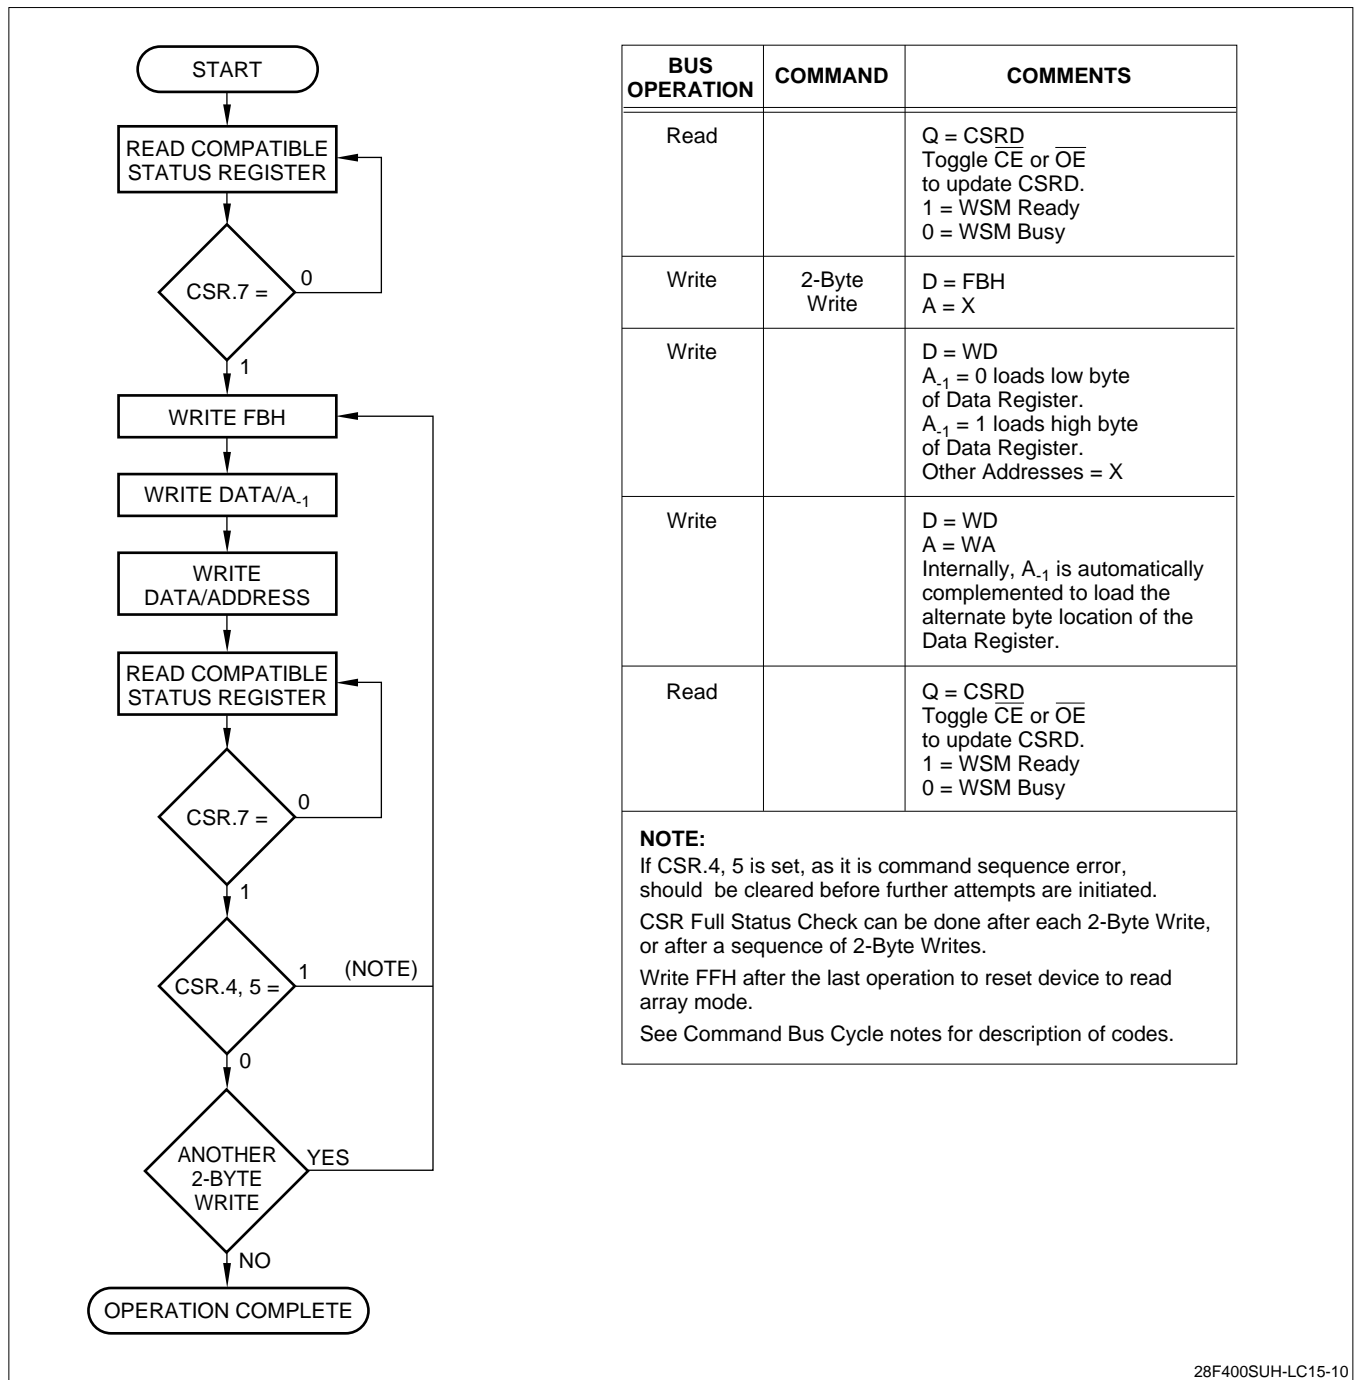 START
READ COMPATIBLE
STATUS REGISTER
CSR.7 =
0
1
WRITE FBH
WRITE DATA/A-1
WRITE
DATA/ADDRESS
READ COMPATIBLE
STATUS REGISTER
CSR.7 =
0
1
CSR.4, 5 =
1
(NOTE)
0
ANOTHER
2-BYTE
WRITE
YES
NO
OPERATION COMPLETE
BUS
OPERATION
COMMAND
COMMENTS
Read
Q = CSRD
Toggle C̅E̅ or O̅E̅
to update CSRD.
1 = WSM Ready
0 = WSM Busy
Write
2-Byte
Write
D = FBH
A = X
Write
D = WD
A-1 = 0 loads low byte
of Data Register.
A-1 = 1 loads high byte
of Data Register.
Other Addresses = X
Write
D = WD
A = WA
Internally, A-1 is automatically
complemented to load the
alternate byte location of the
Data Register.
Read
Q = CSRD
Toggle C̅E̅ or O̅E̅
to update CSRD.
1 = WSM Ready
0 = WSM Busy
NOTE:
If CSR.4, 5 is set, as it is command sequence error,
should be cleared before further attempts are initiated.
CSR Full Status Check can be done after each 2-Byte Write,
or after a sequence of 2-Byte Writes.
Write FFH after the last operation to reset device to read
array mode.
See Command Bus Cycle notes for description of codes.
28F400SUH-LC15-10